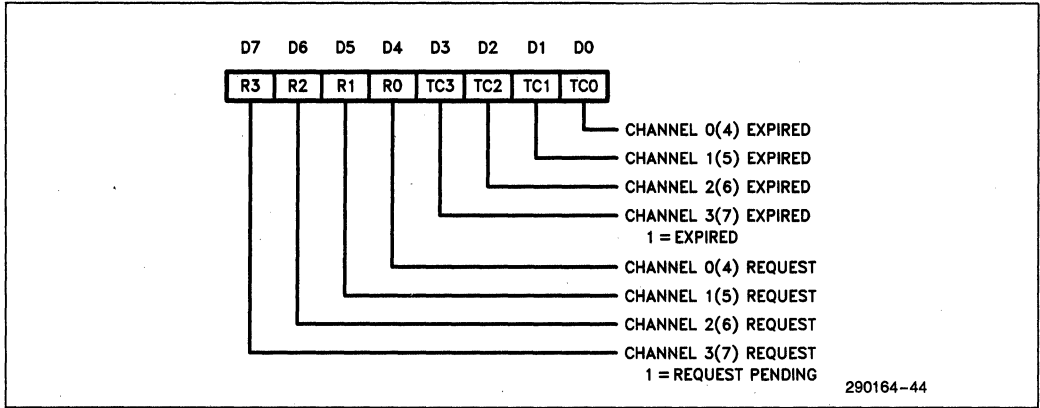 D7 D6 D5 D4 D3 D2 D1 D0
R3 R2 R1 R0 TC3 TC2 TC1 TC0
CHANNEL 0(4) EXPIRED
CHANNEL 1(5) EXPIRED
CHANNEL 2(6) EXPIRED
CHANNEL 3(7) EXPIRED
1 = EXPIRED
CHANNEL 0(4) REQUEST
CHANNEL 1(5) REQUEST
CHANNEL 2(6) REQUEST
CHANNEL 3(7) REQUEST
1 = REQUEST PENDING
290164-44